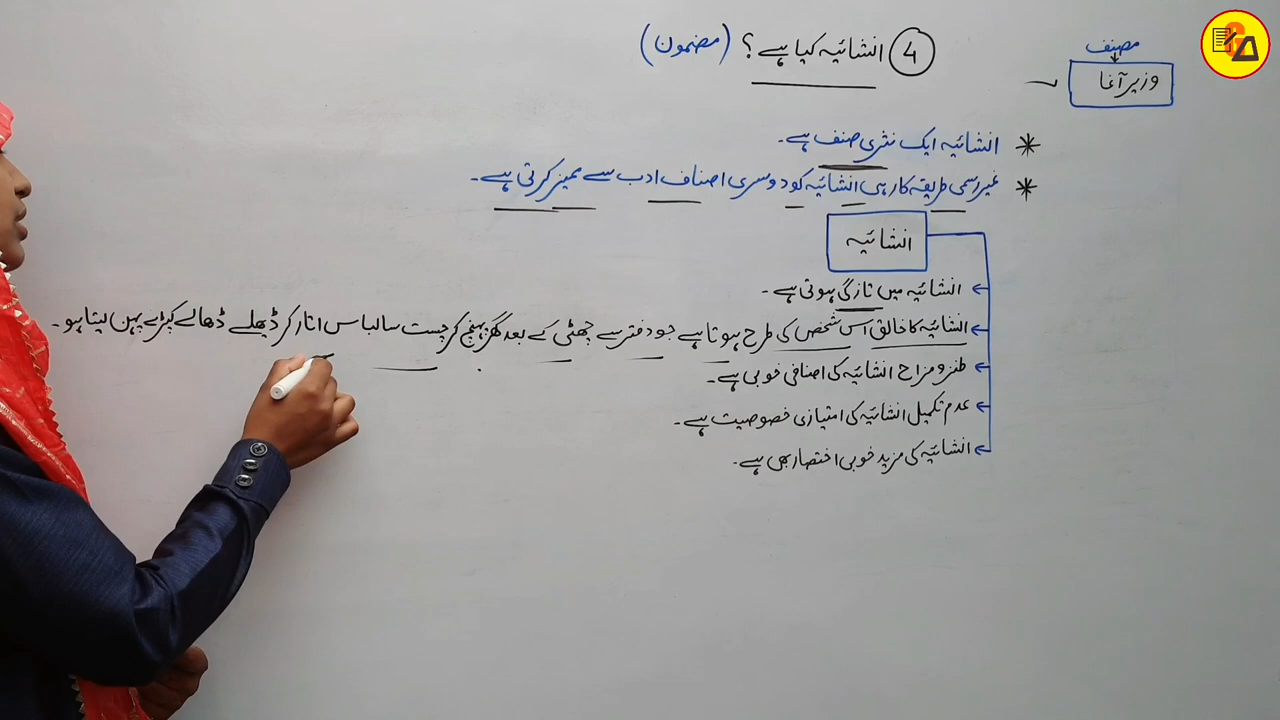 مصنف
وزیر آغا
4 انشائیہ کیا ہے؟ (مضمون)
انشائیہ ایک نثری صنف ہے۔
غیر رسمی طریقہ کار ہی انشائیہ کو دوسری اصناف ادب سے ممیز کرتی ہے۔
انشائیہ
انشائیہ میں تازگی ہوتی ہے۔
انشائیہ کا خالق اس شخص کی طرح ہوتا ہے جو دفتر سے چھٹی کے بعد گھر پہنچ کر چست سا لباس اتار کر ڈھیلے ڈھالے کپڑے پہن لیتا ہو۔
طنز و مزاح انشائیہ کی اضافی خوبی ہے۔
عدم تکمیل انشائیہ کی امتیازی خصوصیت ہے۔
انشائیہ کی مزید خوبی اختصار بھی ہے۔